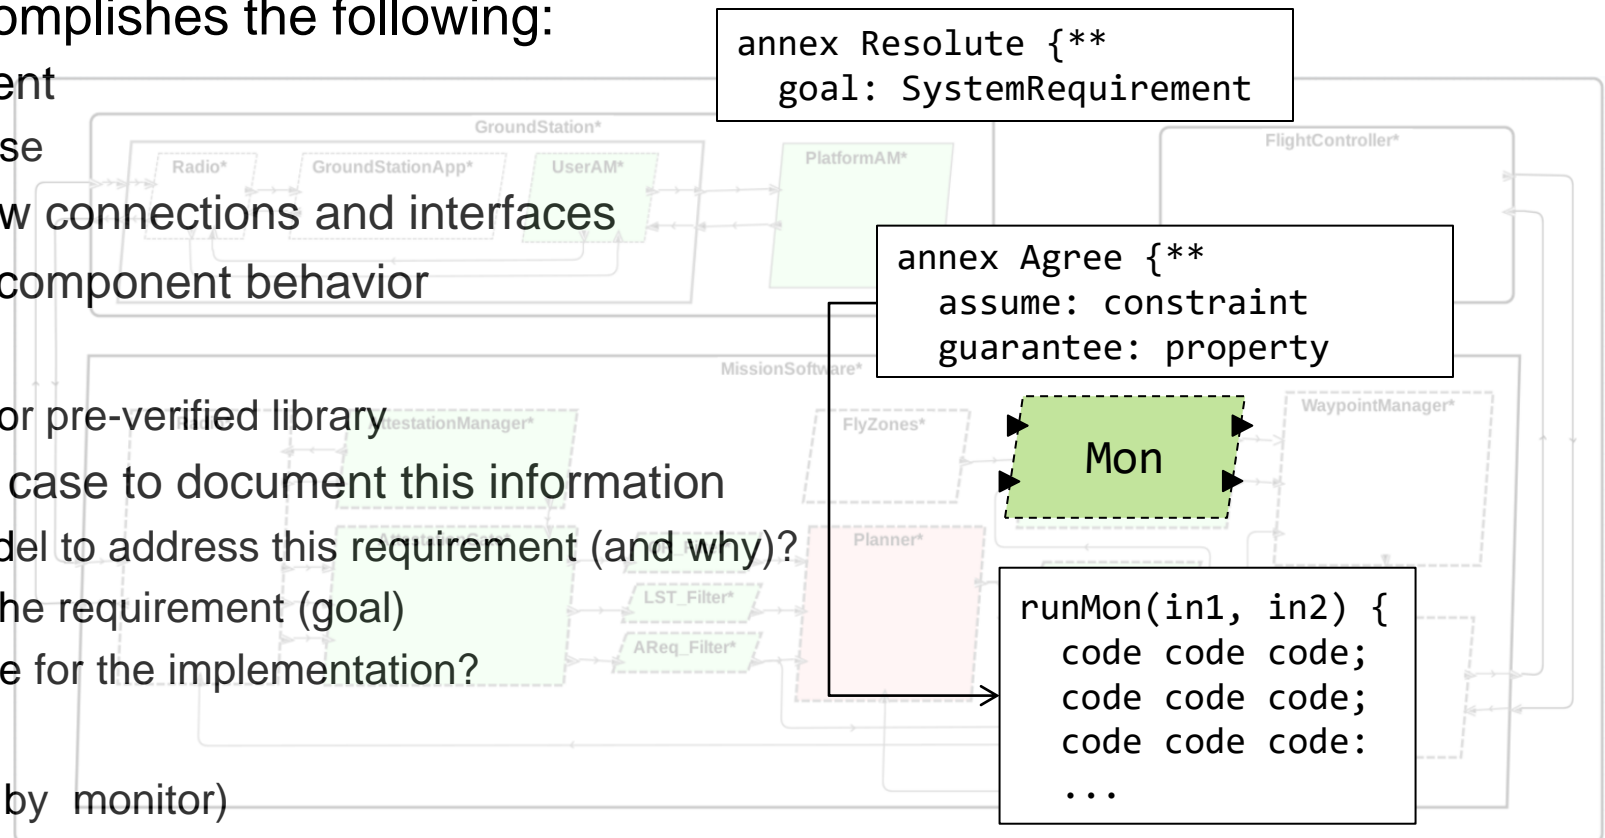 omplishes the following:
ent
se
w connections and interfaces
component behavior
or pre-verified library
case to document this information
del to address this requirement (and why)?
he requirement (goal)
e for the implementation?
by monitor)
annex Resolute {**
goal: SystemRequirement
GroundStation*
Radio*
GroundStationApp*
UserAM*
PlatformAM*
FlightController*
annex Agree {**
assume: constraint
guarantee: property
MissionSoftware*
AttestationManager*
FlyZones*
Mon
WaypointManager*
Planner*
LST_Filter*
AReq_Filter*
runMon(in1, in2) {
code code code;
code code code;
code code code:
...